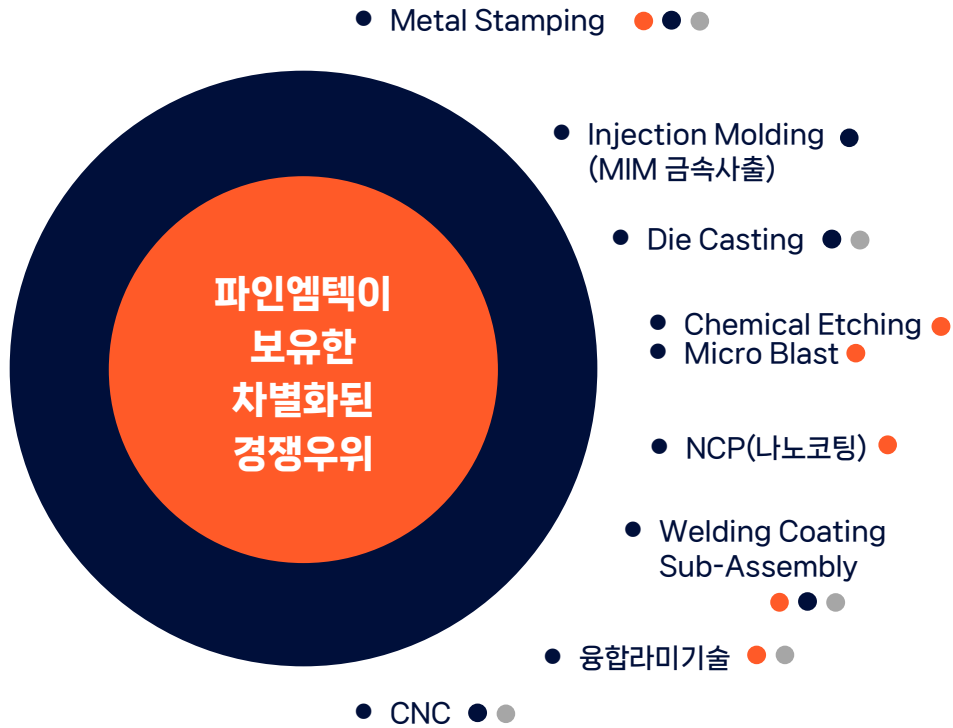 Metal Stamping
Injection Molding
(MIM 금속사출)
Die Casting
파인엠텍이
보유한
차별화된
경쟁우위
Chemical Etching
Micro Blast
NCP(나노코팅)
Welding Coating
Sub-Assembly
융합라미기술
CNC